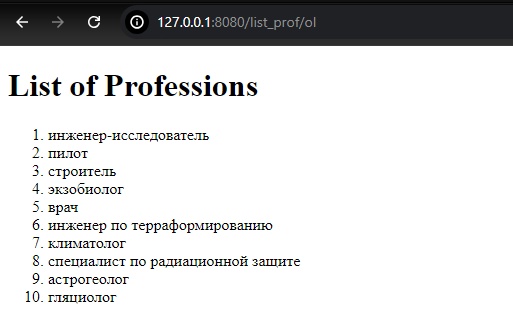 127.0.0.1:8080/list_prof/ol
List of Professions
1. инженер-исследователь
2. пилот
3. строитель
4. экзобиолог
5. врач
6. инженер по терраформированию
7. климатолог
8. специалист по радиационной защите
9. астрогеолог
10. гляциолог